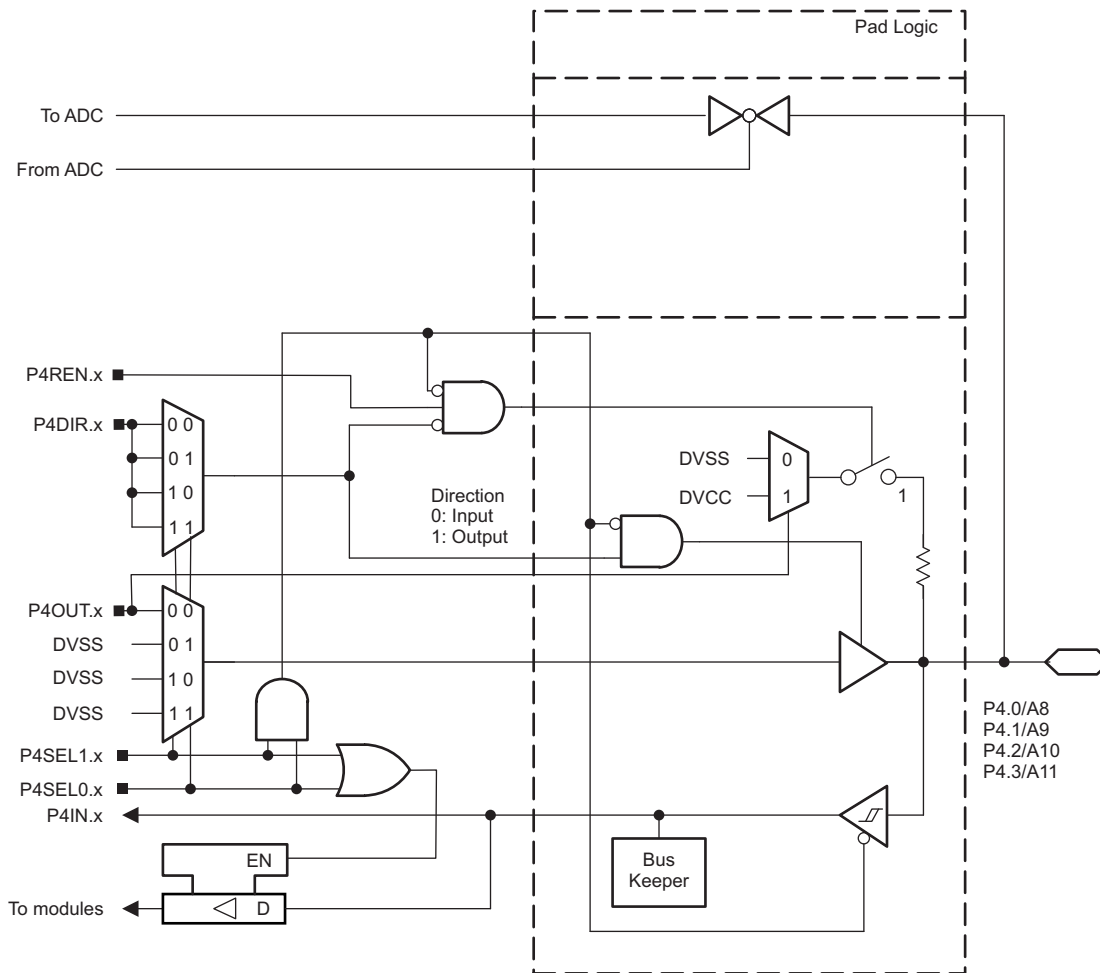 Pad Logic
To ADC
From ADC
P4REN.x
P4DIR.x
0 0
0 1
1 0
1 1
Direction
0: Input
1: Output
DVSS
0
DVCC
1
1
P4OUT.x
0 0
DVSS
0 1
DVSS
1 0
DVSS
1 1
P4.0/A8
P4.1/A9
P4.2/A10
P4.3/A11
P4SEL1.x
P4SEL0.x
P4IN.x
Bus
Keeper
EN
To modules
D